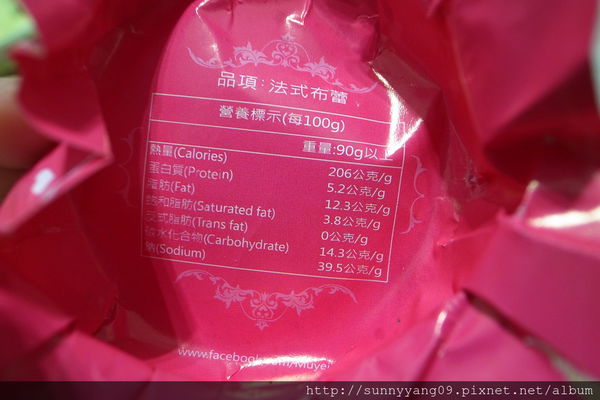 品項：法式布蕾
營養標示(每100g)
重量:90g以
熱量(Calories) 206公克/g
蛋白質(Protein) 5.2公克/g
脂肪(Fat) 12.3公克/g
飽和脂肪(Saturated fat) 3.8公克/g
反式脂肪(Trans fat) 0公克/g
碳水化合物(Carbohydrate) 14.3公克/g
鈉(Sodium) 39.5公克/g
www.facebook.com/Muye
http://sunnyyang09.pixnet.net/album